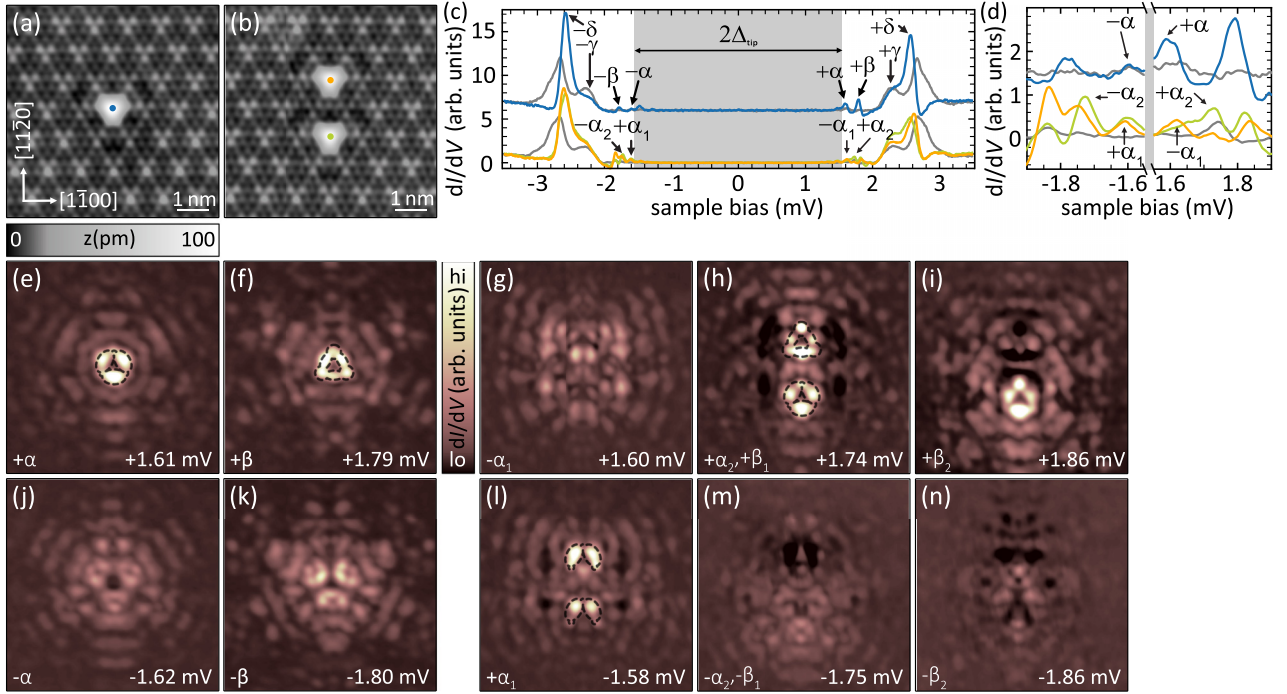 (a)
[112̄0]
[11̄00]
1 nm
(b)
1 nm
0 z(pm) 100
(c)
dI/dV (arb. units)
15
10
5
0
−δ
−γ
−β
−α
2Δtip
+α
+β
+γ
+δ
−α₂ +α₁
−α₁ +α₂
-3 -2 -1 0 1 2 3
sample bias (mV)
(d)
dI/dV (arb. units)
2
1
0
−α
+α
−α₂
+α₂
+α₁
−α₁
-1.8 -1.6 1.6 1.8
sample bias (mV)
(e)
+α +1.61 mV
(f)
+β +1.79 mV
hi
dI/dV (arb. units)
lo
(g)
-α₁ +1.60 mV
(h)
+α₂,+β₁ +1.74 mV
(i)
+β₂ +1.86 mV
(j)
-α -1.62 mV
(k)
-β -1.80 mV
(l)
+α₁ -1.58 mV
(m)
-α₂,-β₁ -1.75 mV
(n)
-β₂ -1.86 mV